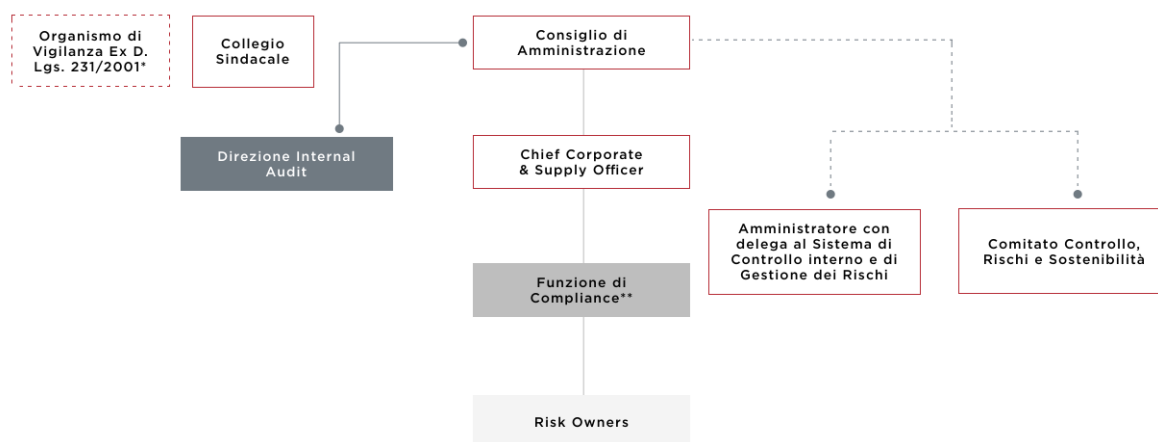 Organismo di
Vigilanza Ex D.
Lgs. 231/2001*
Collegio
Sindacale
Consiglio di
Amministrazione
Direzione Internal
Audit
Chief Corporate
& Supply Officer
Amministratore con
delega al Sistema di
Controllo interno e di
Gestione dei Rischi
Comitato Controllo,
Rischi e Sostenibilità
Funzione di
Compliance**
Risk Owners